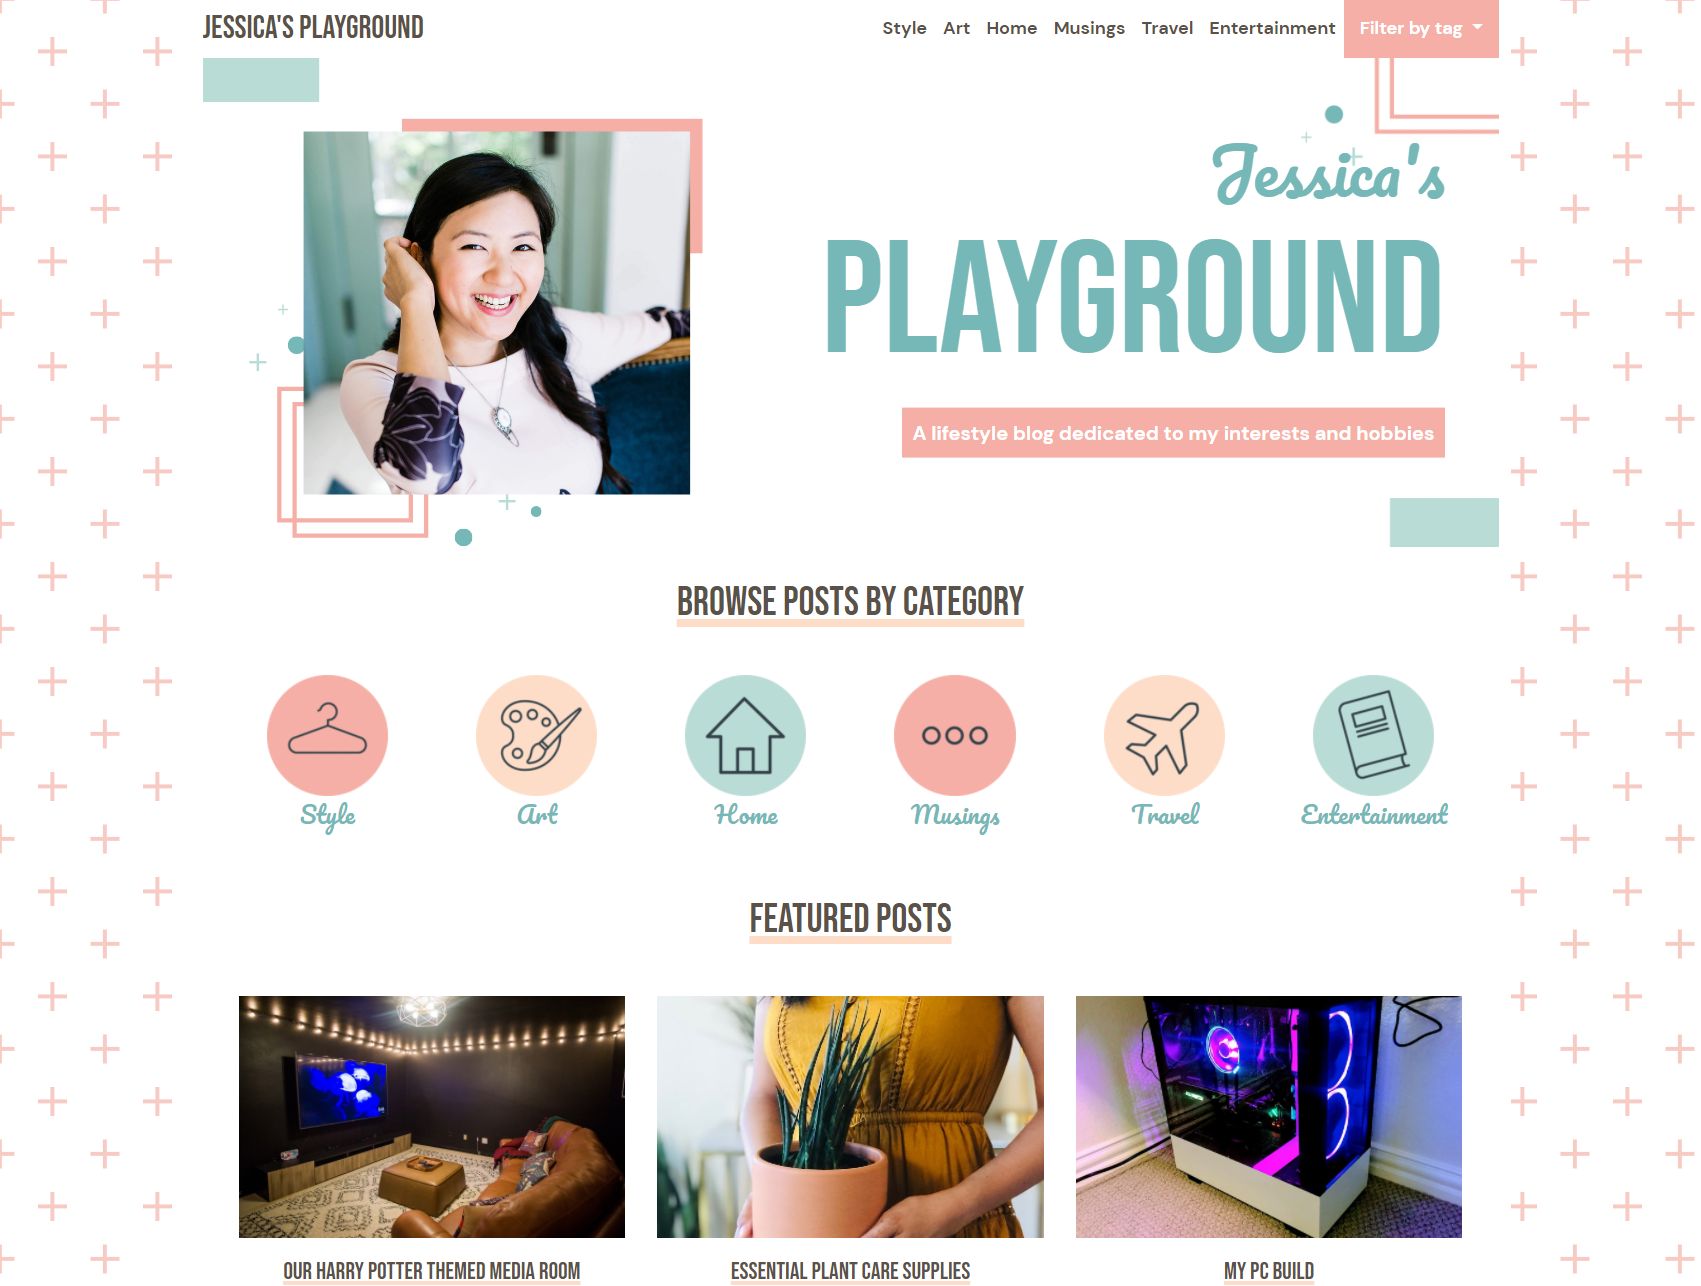 JESSICA'S PLAYGROUND
Style Art Home Musings Travel Entertainment Filter by tag
Jessica's
PLAYGROUND
A lifestyle blog dedicated to my interests and hobbies
BROWSE POSTS BY CATEGORY
Style Art Home Musings Travel Entertainment
FEATURED POSTS
OUR HARRY POTTER THEMED MEDIA ROOM
ESSENTIAL PLANT CARE SUPPLIES
MY PC BUILD